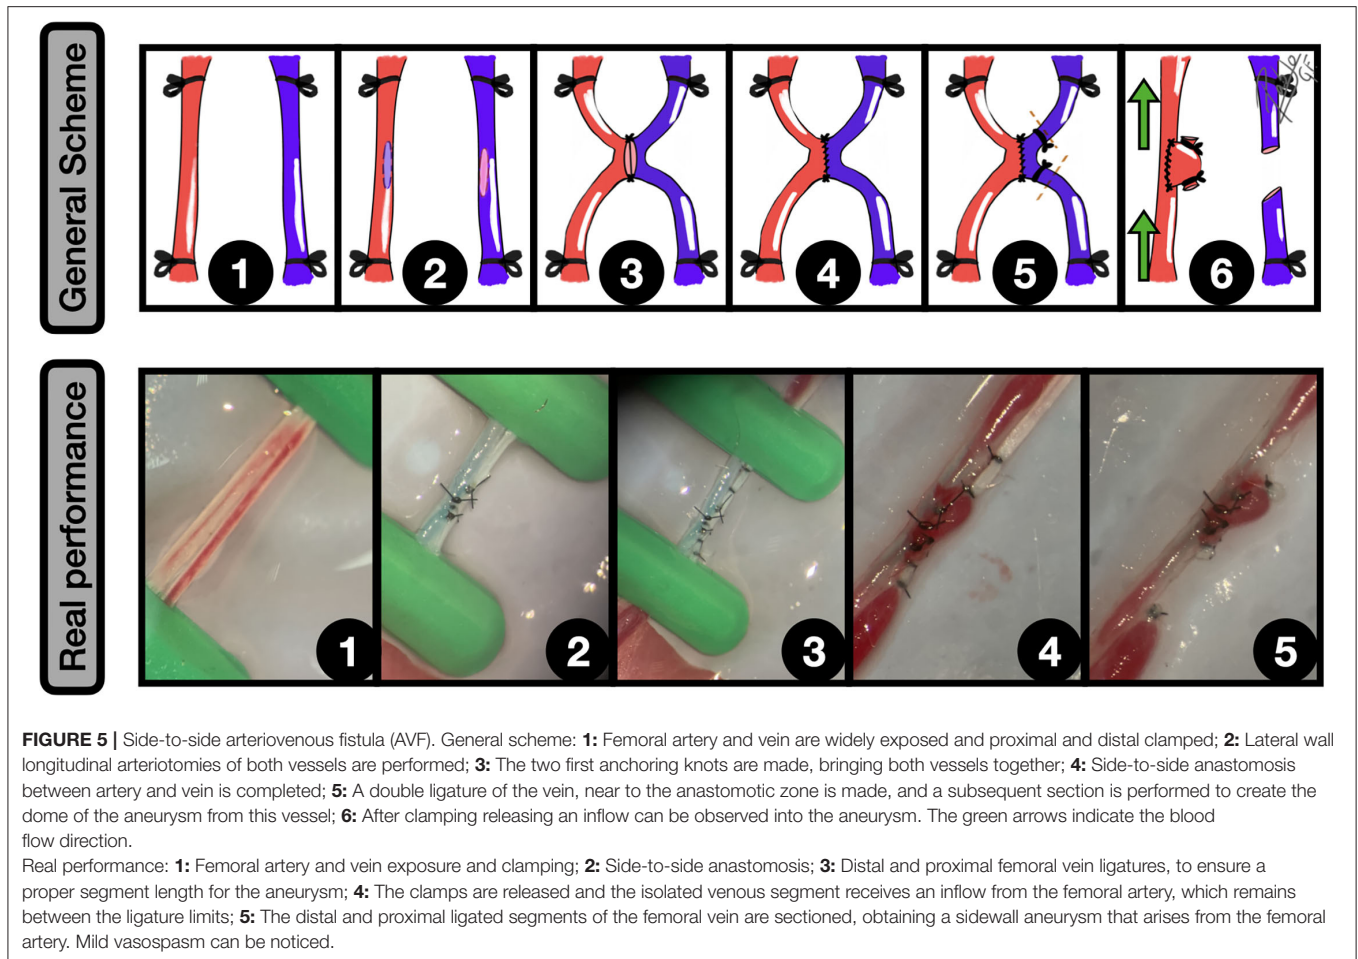 General Scheme
1 2 3 4 5 6
Real performance
1 2 3 4 5
FIGURE 5 | Side-to-side arteriovenous fistula (AVF). General scheme: 1: Femoral artery and vein are widely exposed and proximal and distal clamped; 2: Lateral wall
longitudinal arteriotomies of both vessels are performed; 3: The two first anchoring knots are made, bringing both vessels together; 4: Side-to-side anastomosis
between artery and vein is completed; 5: A double ligature of the vein, near to the anastomotic zone is made, and a subsequent section is performed to create the
dome of the aneurysm from this vessel; 6: After clamping releasing an inflow can be observed into the aneurysm. The green arrows indicate the blood
flow direction.
Real performance: 1: Femoral artery and vein exposure and clamping; 2: Side-to-side anastomosis; 3: Distal and proximal femoral vein ligatures, to ensure a
proper segment length for the aneurysm; 4: The clamps are released and the isolated venous segment receives an inflow from the femoral artery, which remains
between the ligature limits; 5: The distal and proximal ligated segments of the femoral vein are sectioned, obtaining a sidewall aneurysm that arises from the femoral
artery. Mild vasospasm can be noticed.